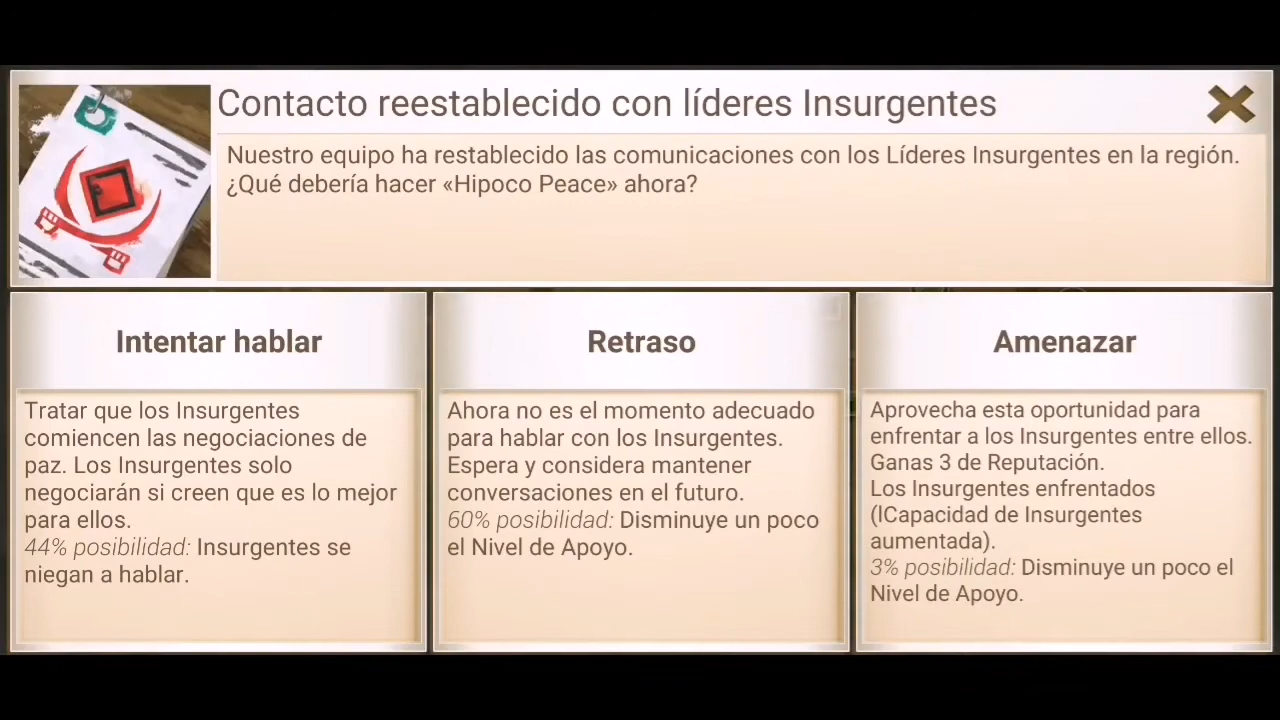 Contacto reestablecido con líderes Insurgentes
Nuestro equipo ha restablecido las comunicaciones con los Líderes Insurgentes en la región.
¿Qué debería hacer «Hipoco Peace» ahora?
Intentar hablar
Tratar que los Insurgentes
comiencen las negociaciones de
paz. Los Insurgentes solo
negociarán si creen que es lo mejor
para ellos.
44% posibilidad: Insurgentes se
niegan a hablar.
Retraso
Ahora no es el momento adecuado
para hablar con los Insurgentes.
Espera y considera mantener
conversaciones en el futuro.
60% posibilidad: Disminuye un poco
el Nivel de Apoyo.
Amenazar
Aprovecha esta oportunidad para
enfrentar a los Insurgentes entre ellos.
Ganas 3 de Reputación.
Los Insurgentes enfrentados
(lCapacidad de Insurgentes
aumentada).
3% posibilidad: Disminuye un poco el
Nivel de Apoyo.